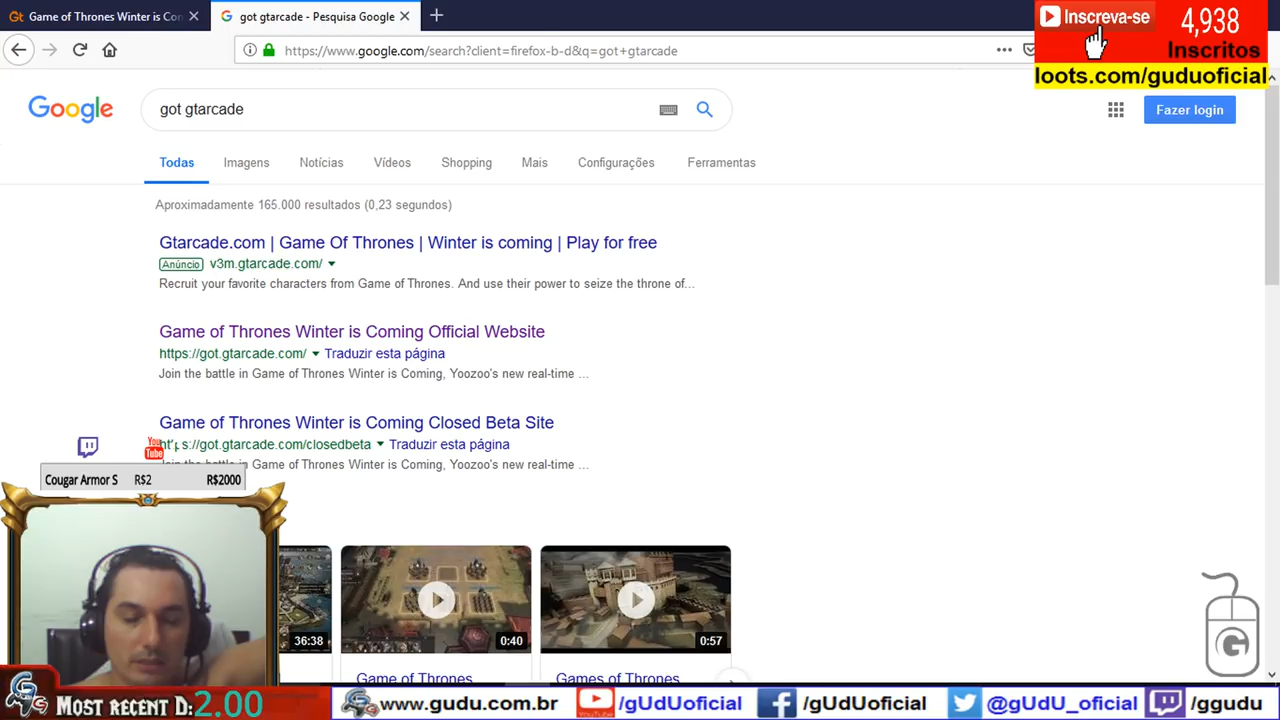 Game of Thrones Winter is Co
got gtarcade - Pesquisa Google
https://www.google.com/search?client=firefox-b-d&q=got+gtarcade
Inscreva-se
4,938
Inscritos
loots.com/guduoficial
Google
got gtarcade
Fazer login
Todas
Imagens
Notícias
Vídeos
Shopping
Mais
Configurações
Ferramentas
Aproximadamente 165.000 resultados (0,23 segundos)
Gtarcade.com | Game Of Thrones | Winter is coming | Play for free
Anúncio v3m.gtarcade.com/
Recruit your favorite characters from Game of Thrones. And use their power to seize the throne of...
Game of Thrones Winter is Coming Official Website
https://got.gtarcade.com/ Traduzir esta página
Join the battle in Game of Thrones Winter is Coming, Yoozoo's new real-time ...
Game of Thrones Winter is Coming Closed Beta Site
s://got.gtarcade.com/closedbeta Traduzir esta página
Join the battle in Game of Thrones Winter is Coming, Yoozoo's new real-time ...
You
Tube
Cougar Armor S R$2 R$2000
36:38
0:40
0:57
Game of Thrones
Games of Thrones
G
Most recent D: 2.00
www.gudu.com.br
YouTube
/gUdUoficial
/gUdUoficial
@gUdU_oficial
/ggudu